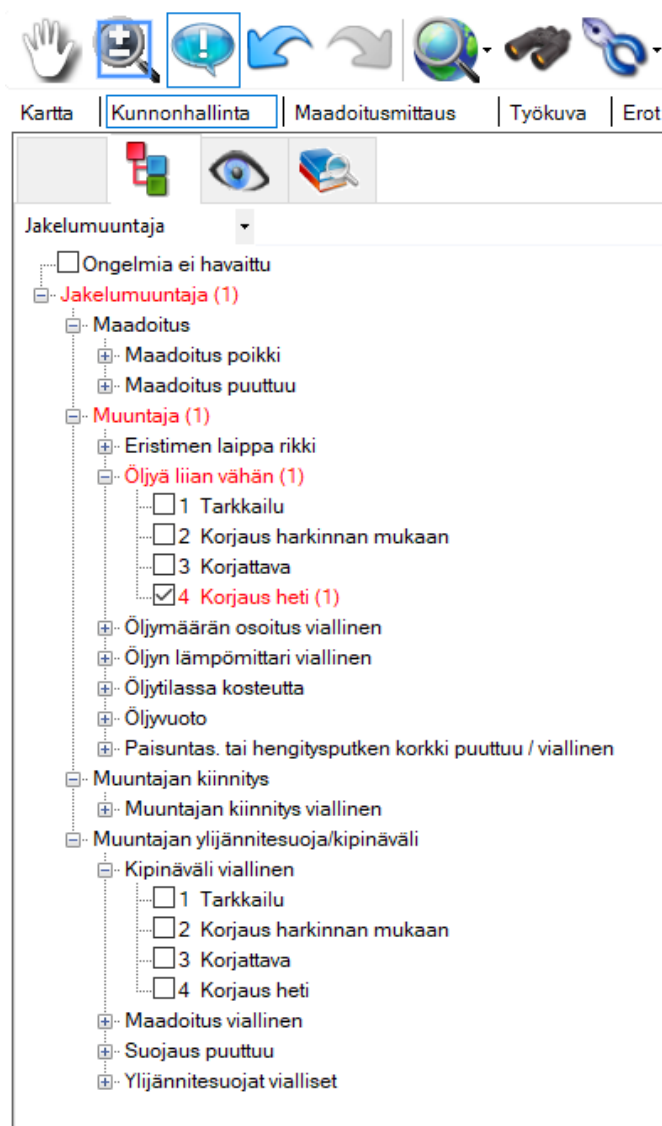 Kartta Kunnonhallinta Maadoitusmittaus Työkuva Erot
Jakelumuuntaja
Ongelmia ei havaittu
Jakelumuuntaja (1)
Maadoitus
Maadoitus poikki
Maadoitus puuttuu
Muuntaja (1)
Eristimen laippa rikki
Öljyä liian vähän (1)
1 Tarkkailu
2 Korjaus harkinnan mukaan
3 Korjattava
4 Korjaus heti (1)
Öljymäärän osoitus viallinen
Öljyn lämpömittari viallinen
Öljytilassa kosteutta
Öljyvuoto
Paisuntas. tai hengitysputken korkki puuttuu / viallinen
Muuntajan kiinnitys
Muuntajan kiinnitys viallinen
Muuntajan ylijännitesuoja/kipinäväli
Kipinäväli viallinen
1 Tarkkailu
2 Korjaus harkinnan mukaan
3 Korjattava
4 Korjaus heti
Maadoitus viallinen
Suojaus puuttuu
Ylijännitesuojat vialliset